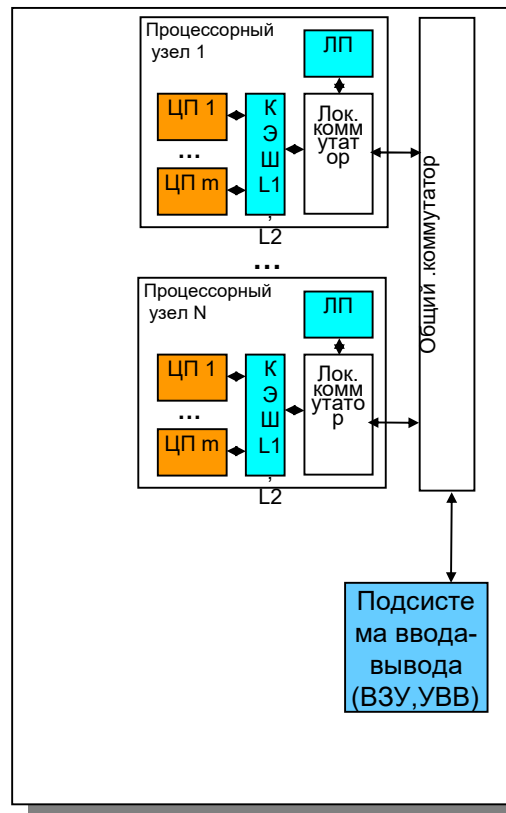 Процессорный
узел 1
ЛП
ЦП 1
...
ЦП m
К
Э
Ш
L1
,
L2
Лок.
комм
утат
ор
Общий .коммутатор
...
Процессорный
узел N
ЛП
ЦП 1
...
ЦП m
К
Э
Ш
L1
,
L2
Лок.
комм
утато
р
Подсисте
ма ввода-
вывода
(ВЗУ,УВВ)